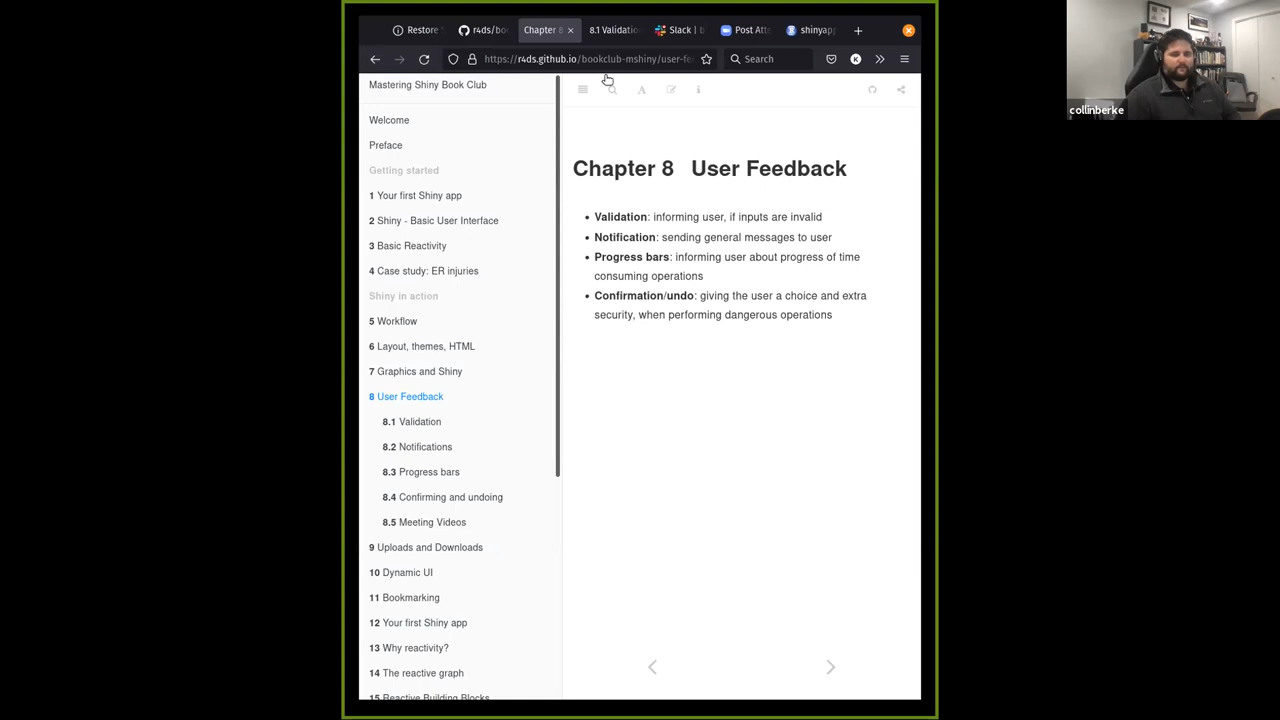 Restore
r4ds/bo
Chapter 8
8.1 Validatio
Slack | b
Post Att
shinyapp
https://r4ds.github.io/bookclub-mshiny/user-fe
Search
Mastering Shiny Book Club
Welcome
Preface
Getting started
1 Your first Shiny app
2 Shiny - Basic User Interface
3 Basic Reactivity
4 Case study: ER injuries
Shiny in action
5 Workflow
6 Layout, themes, HTML
7 Graphics and Shiny
8 User Feedback
8.1 Validation
8.2 Notifications
8.3 Progress bars
8.4 Confirming and undoing
8.5 Meeting Videos
9 Uploads and Downloads
10 Dynamic UI
11 Bookmarking
12 Your first Shiny app
13 Why reactivity?
14 The reactive graph
15 Reactive Building Blocks
Chapter 8 User Feedback
• Validation: informing user, if inputs are invalid
• Notification: sending general messages to user
• Progress bars: informing user about progress of time
consuming operations
• Confirmation/undo: giving the user a choice and extra
security, when performing dangerous operations
collinberke